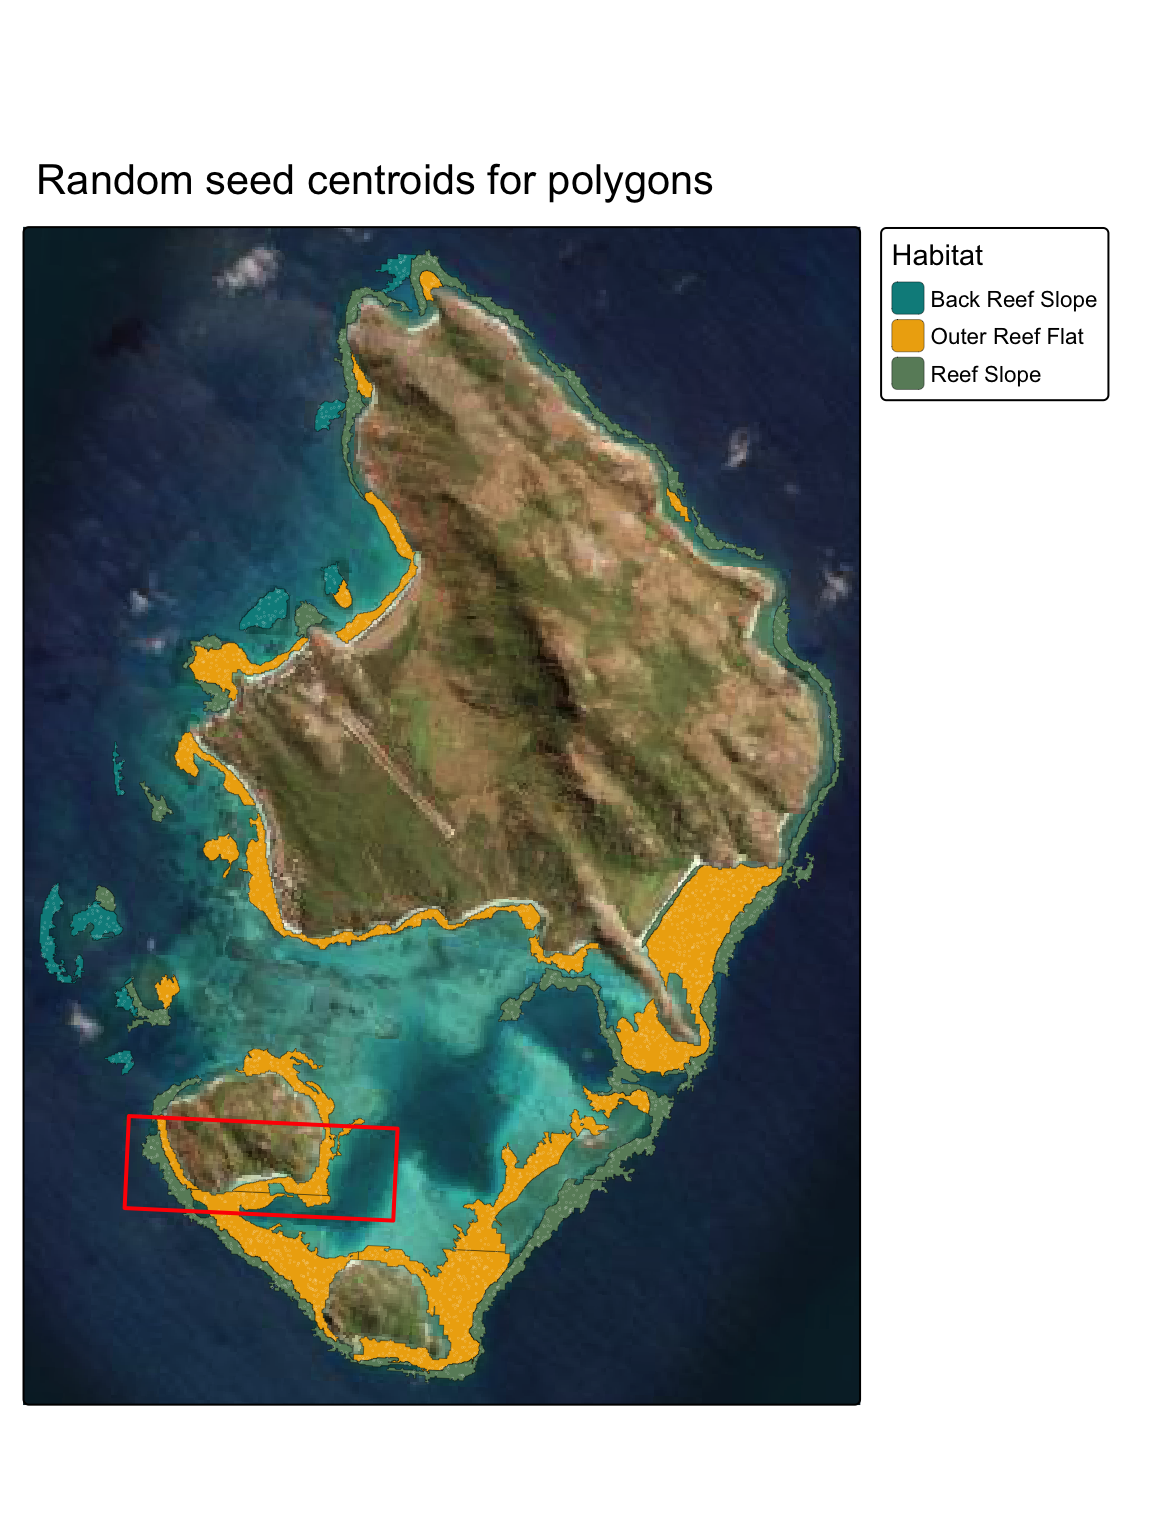 Random seed centroids for polygons
Habitat
Back Reef Slope
Outer Reef Flat
Reef Slope